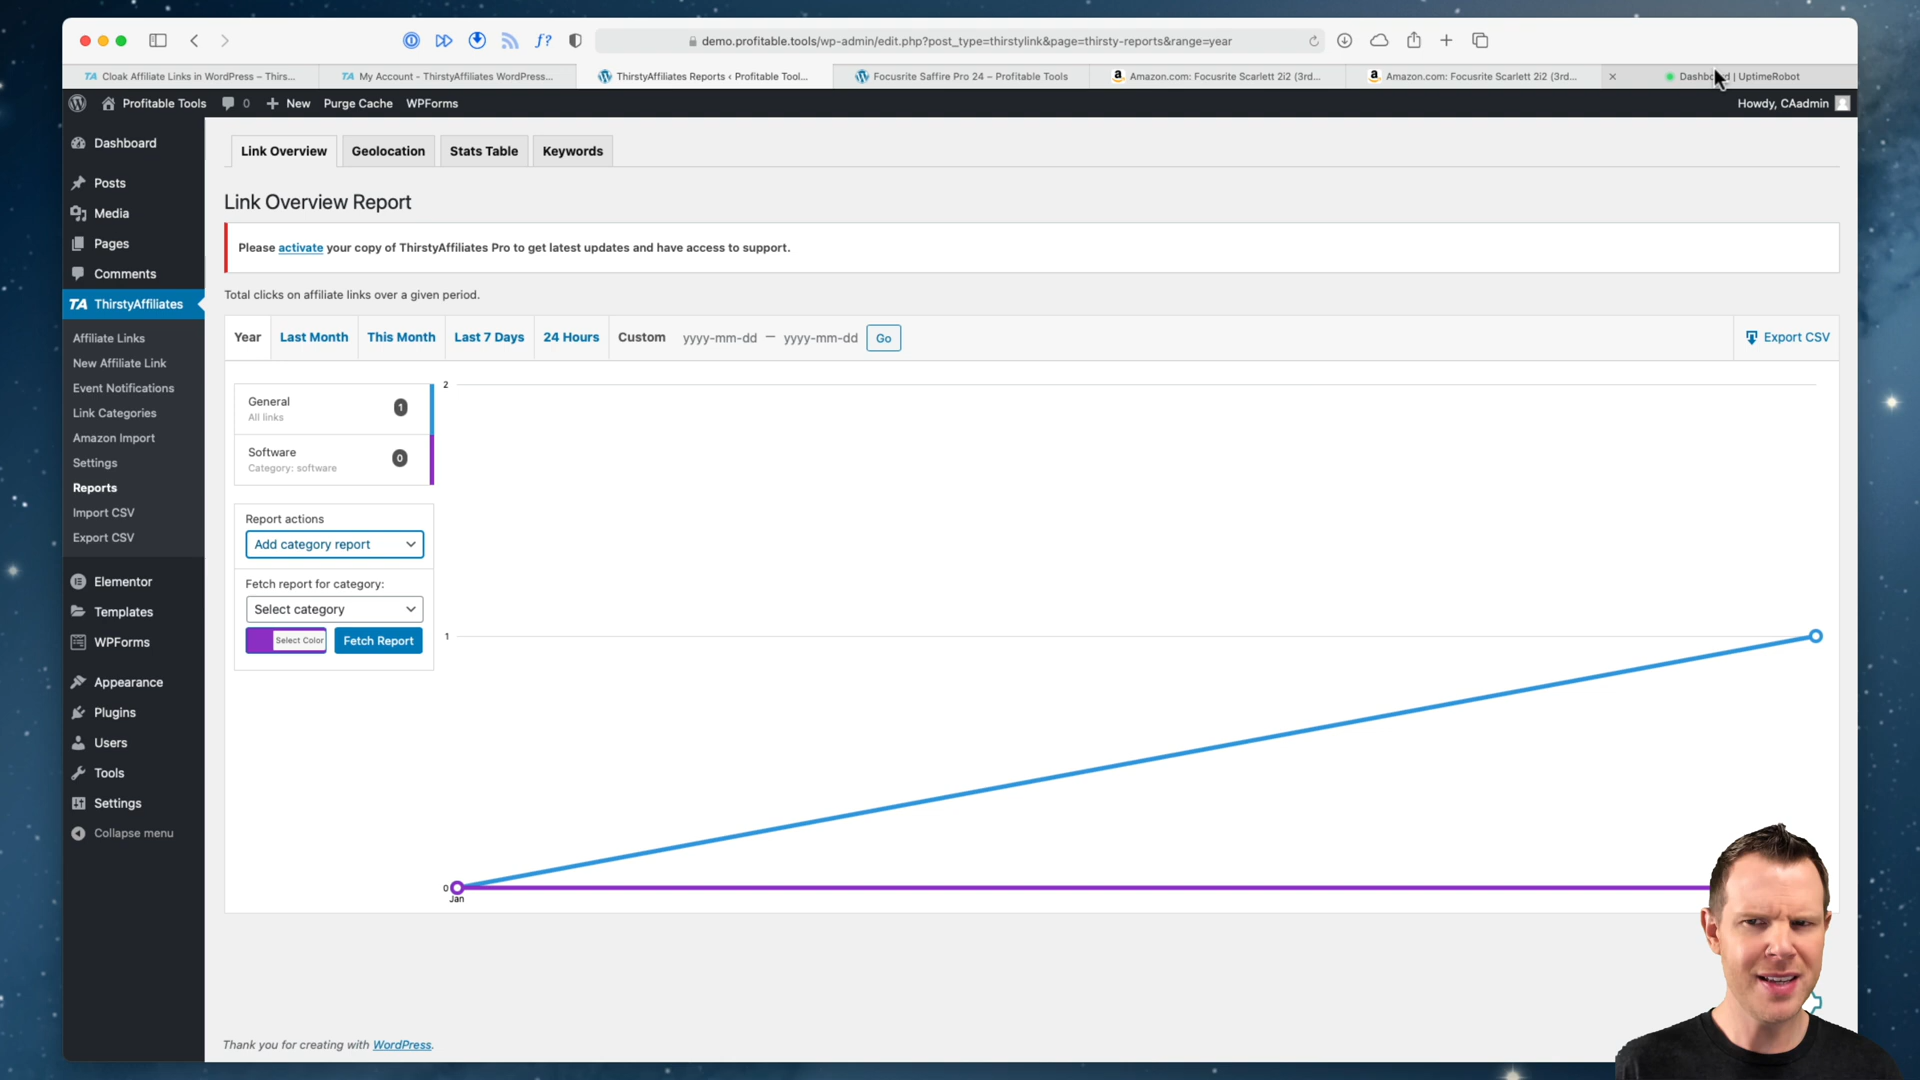 demo.profitable.tools/wp-admin/edit.php?post_type=thirstylink&page=thirsty-reports&range=year
TA Cloak Affiliate Links in WordPress – Thirs...
TA My Account - ThirstyAffiliates WordPress...
ThirstyAffiliates Reports ‹ Profitable Tool...
Focusrite Saffire Pro 24 – Profitable Tools
Amazon.com: Focusrite Scarlett 2i2 (3rd...
Amazon.com: Focusrite Scarlett 2i2 (3rd...
| UptimeRobot
Profitable Tools
0
New
Purge Cache
WPForms
Howdy, CAadmin
Dashboard
Posts
Media
Pages
Comments
TA ThirstyAffiliates
Affiliate Links
New Affiliate Link
Event Notifications
Link Categories
Amazon Import
Settings
Reports
Import CSV
Export CSV
Elementor
Templates
WPForms
Appearance
Plugins
Users
Tools
Settings
Collapse menu
Link Overview
Geolocation
Stats Table
Keywords
Link Overview Report
Please activate your copy of ThirstyAffiliates Pro to get latest updates and have access to support.
Total clicks on affiliate links over a given period.
Year
Last Month
This Month
Last 7 Days
24 Hours
Custom
yyyy-mm-dd — yyyy-mm-dd
Go
Export CSV
General
All links
1
Software
Category: software
0
Report actions
Add category report
Fetch report for category:
Select category
Select Color
Fetch Report
2
1
0
Jan
Thank you for creating with WordPress.